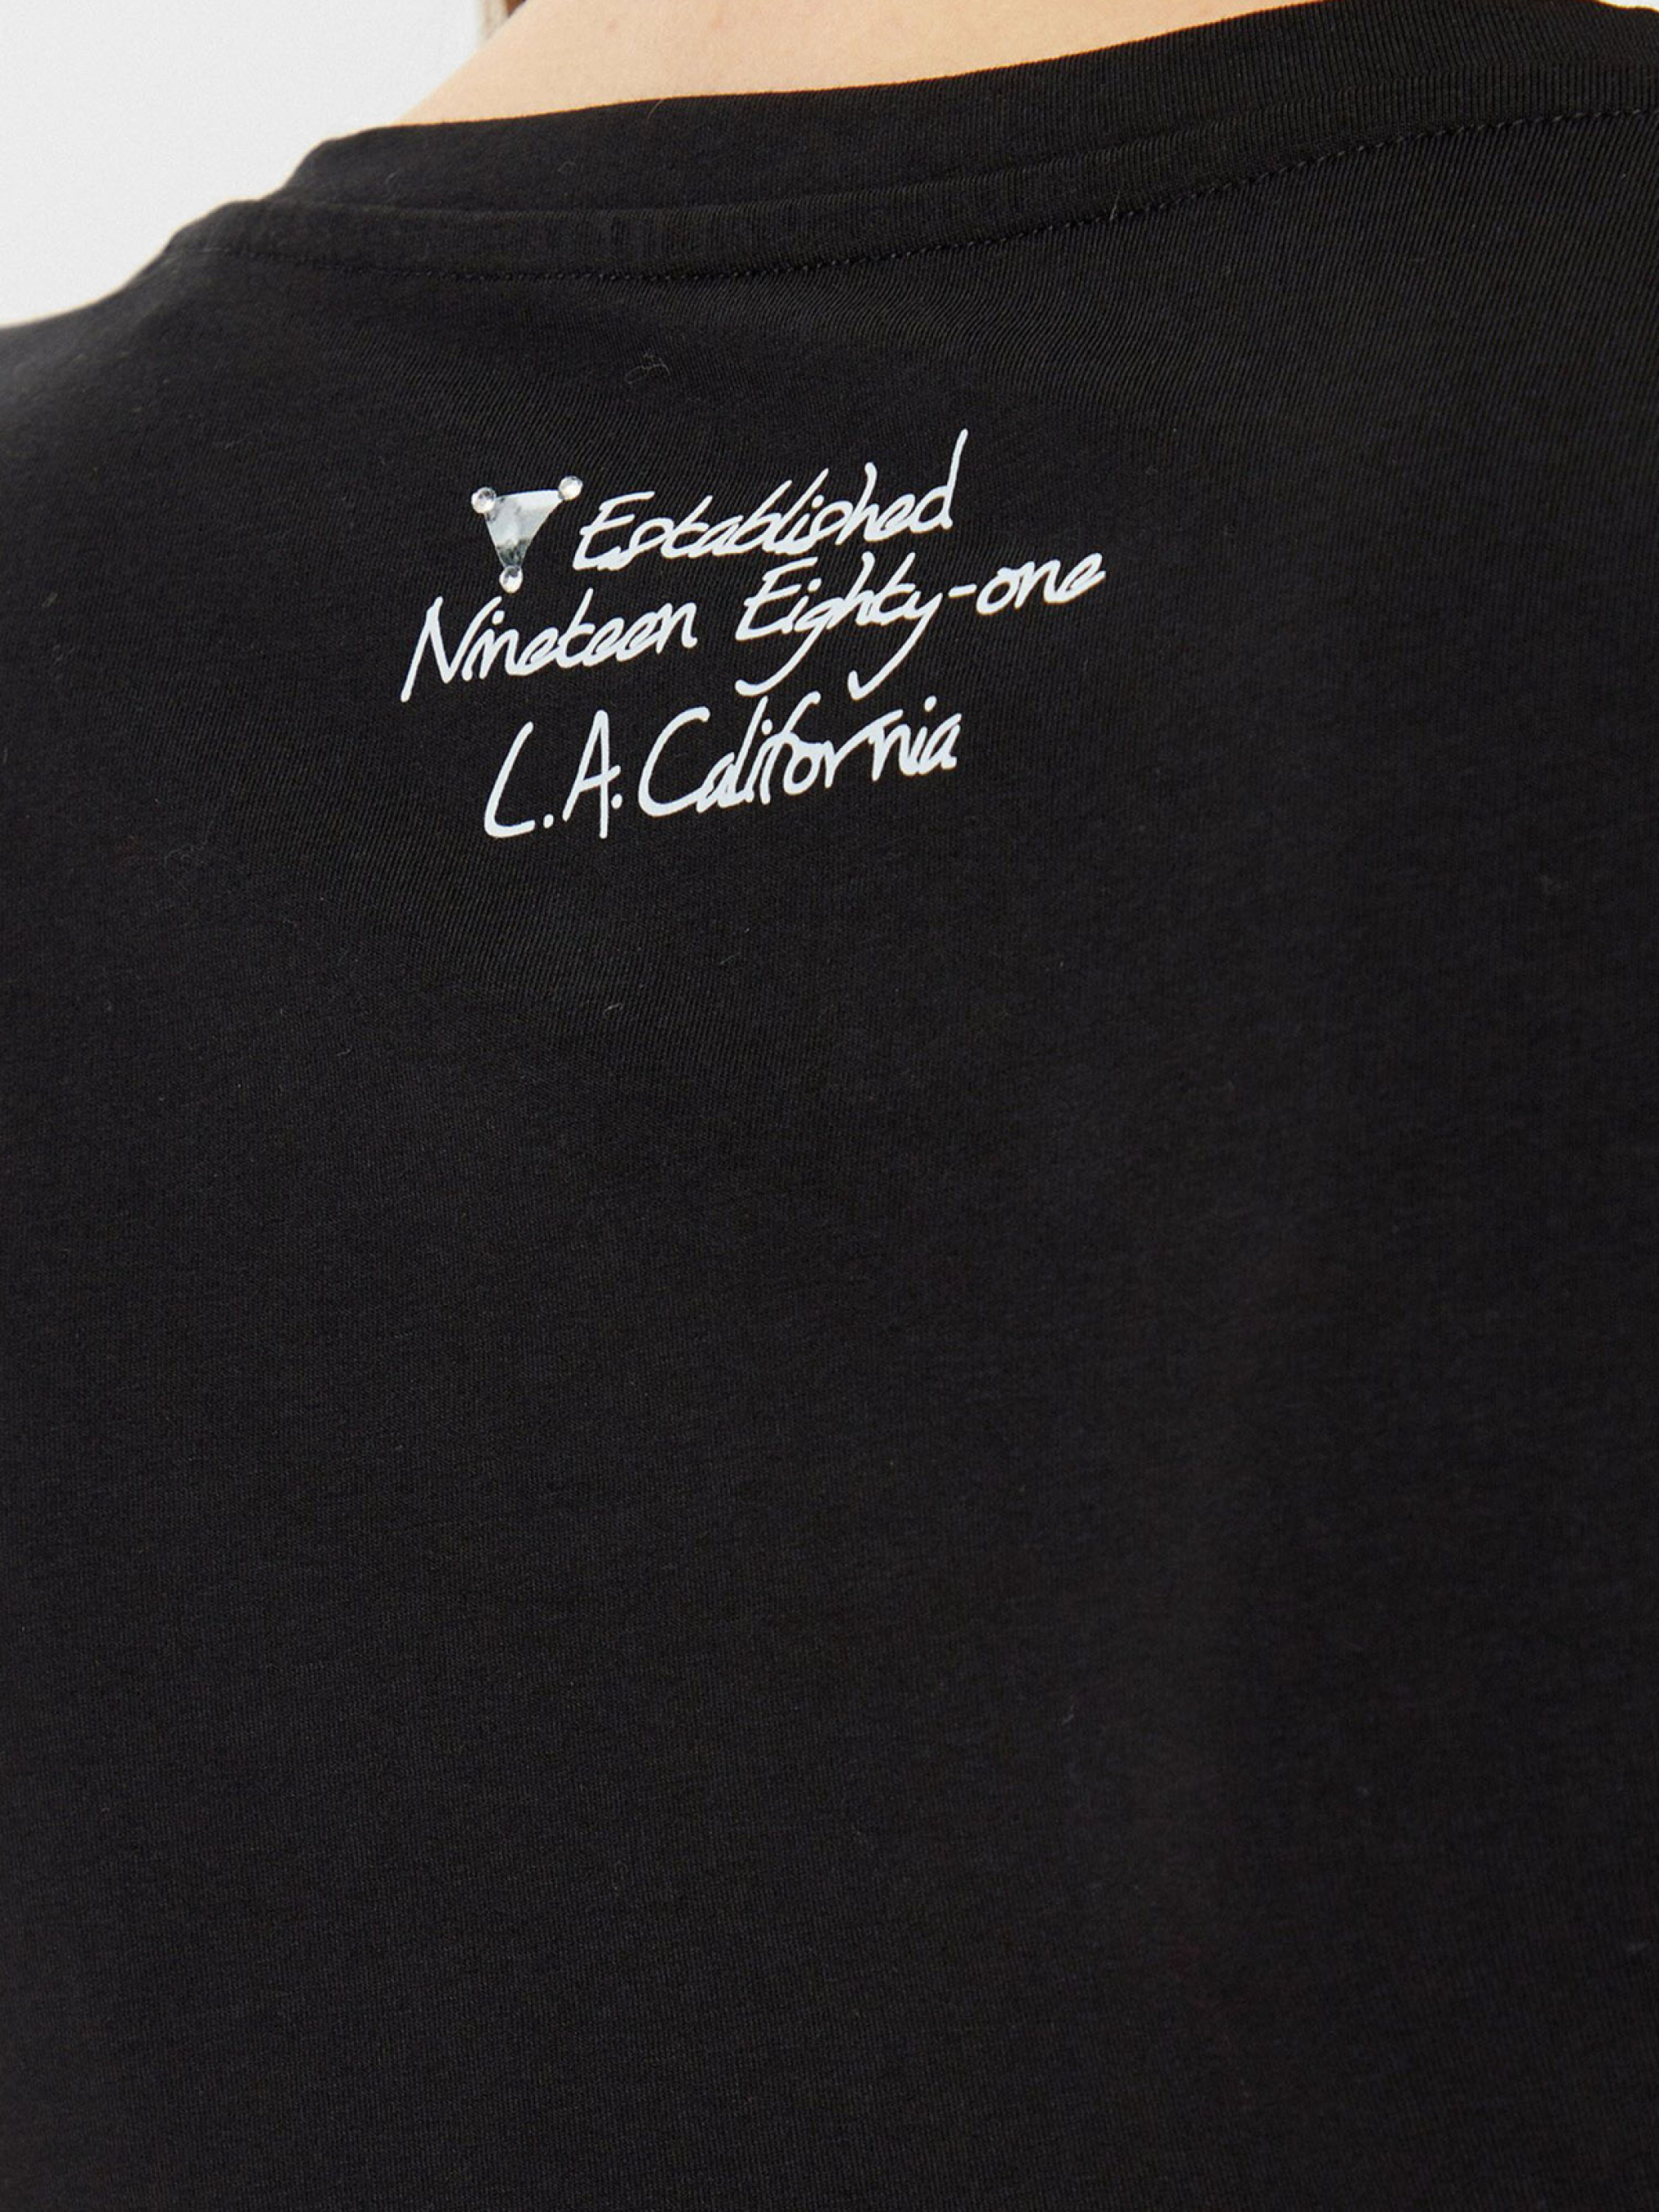 Established
Nineteen Eighty-one
L.A. California